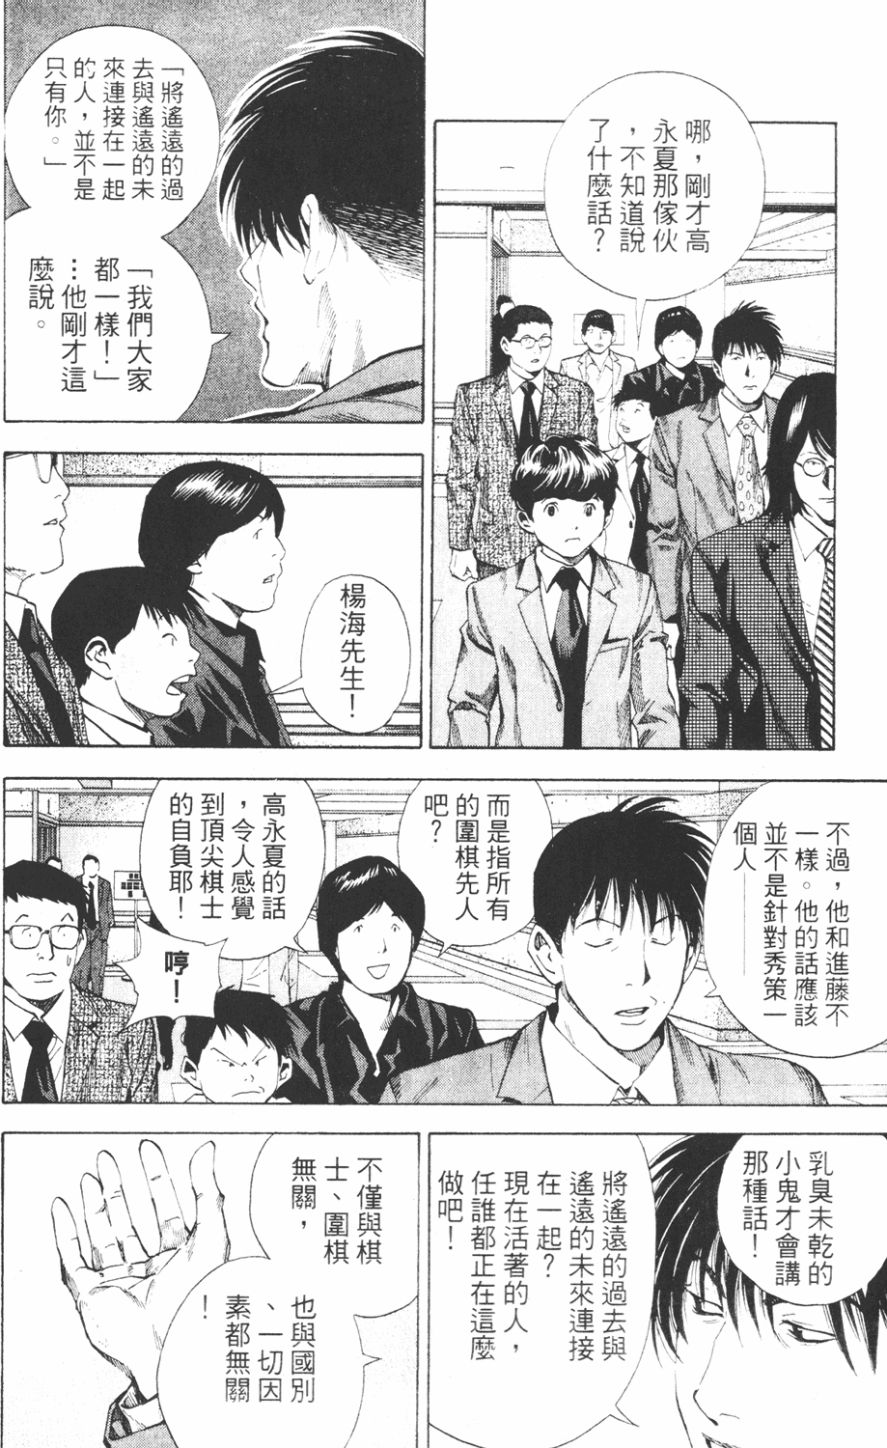 哪，剛才高
永夏那傢伙
，不知道說
了什麼話？
「將遙遠的過
去與遙遠的未
來連接在一起
的人，並不是
只有你。」
「我們大家
都一樣！」
…他剛才這
麼說。
楊海先生！
不過，他和進藤不
一樣。他的話應該
並不是針對秀策一
個人——
而是指所有
的圍棋先人
吧？
高永夏的話
，令人感覺
到頂尖棋士
的自負耶！
哼！
乳臭未乾的
小鬼才會講
那種話！
將遙遠的過去與
遙遠的未來連接
在一起？
現在活著的人，
任誰都正在這麼
做吧！
不僅與棋
士、圍棋
無關，
也與國別
、一切因
素都無關
！